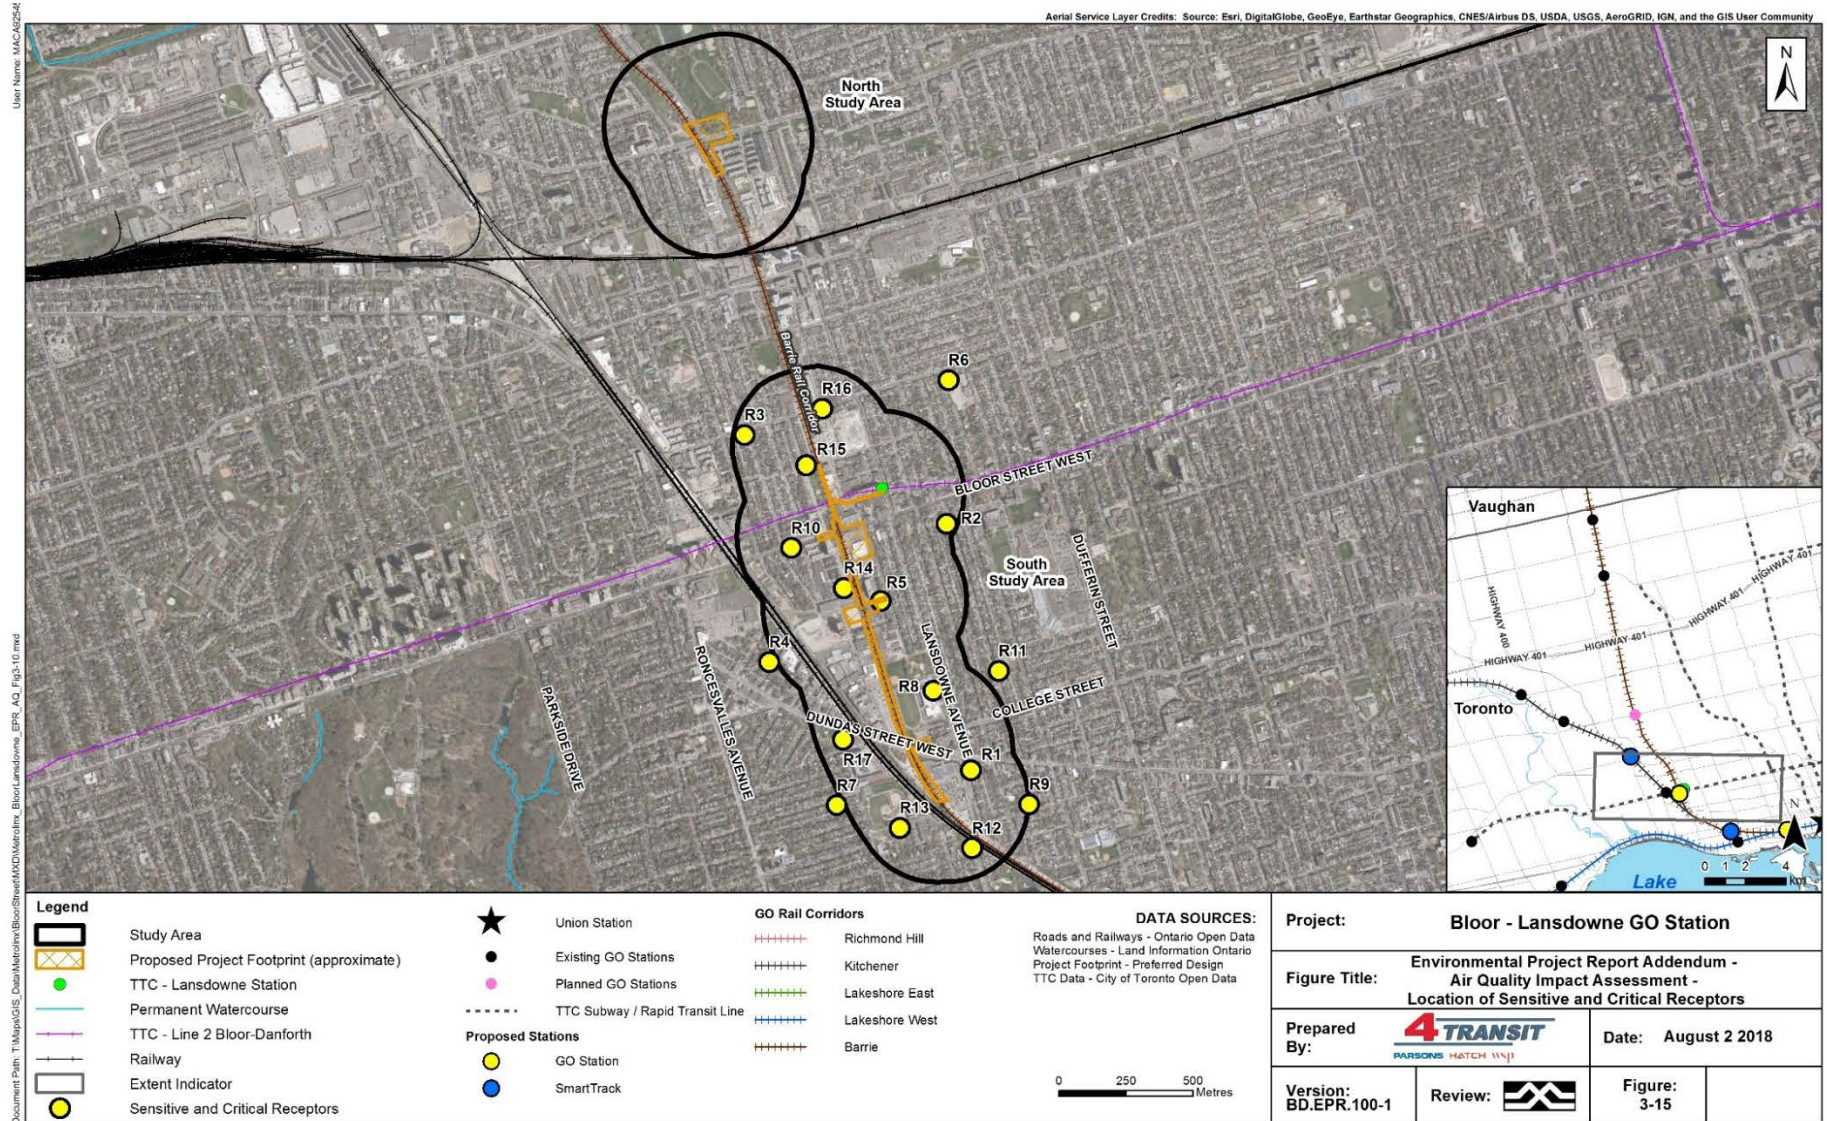 Aerial Service Layer Credits: Source: Esri, DigitalGlobe, GeoEye, Earthstar Geographics, CNES/Airbus DS, USDA, USGS, AeroGRID, IGN, and the GIS User Community
North
Study Area
N
Barrie Rail Corridor
R6
R16
R3
R15
BLOOR STREET WEST
R2
R10
South
Study Area
DUFFERIN STREET
R14
R5
LANSDOWNE AVENUE
R4
R11
R8
COLLEGE STREET
RONCESVALLES AVENUE
PARKSIDE DRIVE
DUNDAS STREET WEST
R17
R1
R7
R9
R13
R12
Vaughan
HIGHWAY 400
HIGHWAY 401
HIGHWAY 401
HIGHWAY 401
HIGHWAY 401
Toronto
N
0 1 2 4
km
Lake
Legend
Study Area
Proposed Project Footprint (approximate)
TTC - Lansdowne Station
Permanent Watercourse
TTC - Line 2 Bloor-Danforth
Railway
Extent Indicator
Sensitive and Critical Receptors
Union Station
Existing GO Stations
Planned GO Stations
TTC Subway / Rapid Transit Line
Proposed Stations
GO Station
SmartTrack
GO Rail Corridors
Richmond Hill
Kitchener
Lakeshore East
Lakeshore West
Barrie
DATA SOURCES:
Roads and Railways - Ontario Open Data
Watercourses - Land Information Ontario
Project Footprint - Preferred Design
TTC Data - City of Toronto Open Data
0 250 500
Metres
Project: Bloor - Lansdowne GO Station
Figure Title: Environmental Project Report Addendum -
Air Quality Impact Assessment -
Location of Sensitive and Critical Receptors
Prepared
By:
4TRANSIT
PARSONS HATCH wsp
Date: August 2 2018
Version:
BD.EPR.100-1
Review:
Figure:
3-15